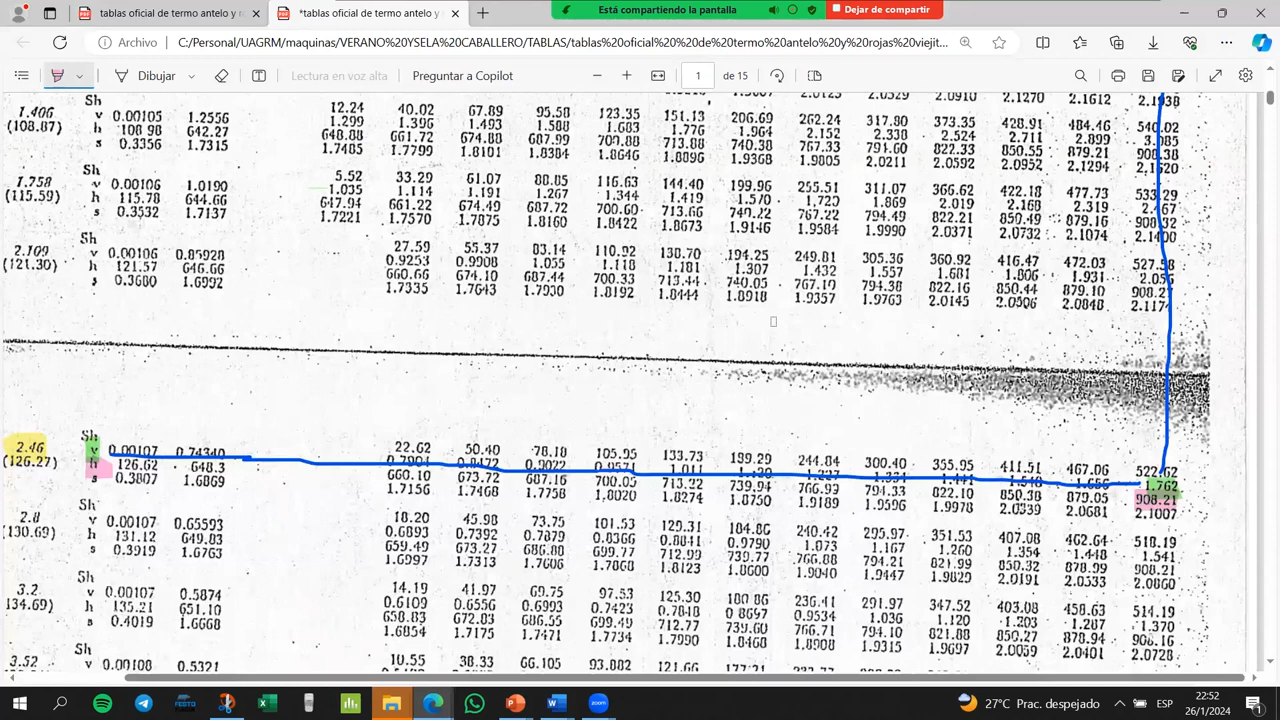 tablas oficial de termo antelo y r
*tablas oficial de termo antelo y r
Está compartiendo la pantalla
Dejar de compartir
Archivo
C:/Personal/UAGRM/maquinas/VERANO%20YSELA%20CABALLERO/TABLAS/tablas%20oficial%20%20de%20termo%20antelo%20y%20rojas%20viejit...
Dibujar
Lectura en voz alta
Preguntar a Copilot
1
de 15
1.406 Sh 12.24 40.02 67.89 95.58 123.35 151.13 206.69 262.24 317.80 373.35 428.91 484.46 540.02
(108.87) v 0.00105 1.2556 1.299 1.396 1.493 1.588 1.683 1.776 1.964 2.152 2.338 2.524 2.711 2.899 3.085
h 108.98 642.27 648.88 661.72 674.88 687.99 700.88 713.88 740.38 767.33 822.33 850.55 879.21 908.38
s 0.3356 1.7315 1.7485 1.7799 1.8101 1.8384 1.8646 1.8896 1.9368 1.9805 2.0211 2.0592 2.0952 2.1294
1.758 Sh 5.52 33.29 61.07 88.85 116.63 144.40 199.96 255.51 311.07 366.62 422.18 477.73 533.29
(115.59) v 0.00106 1.0190 1.035 1.114 1.191 1.267 1.344 1.419 1.570 1.720 1.869 2.019 2.168 2.319
h 115.78 644.66 647.94 661.22 674.49 687.72 700.60 713.66 740.22 767.22 794.49 822.21 850.49 879.16
s 0.3532 1.7137 1.7221 1.7570 1.7875 1.8160 1.8422 1.8673 1.9146 1.9584 1.9990 2.0371 2.0732 2.1074 2.1400
2.109 Sh 27.59 55.37 83.14 110.92 138.70 194.25 249.81 305.36 360.92 416.47 472.03
(121.30) v 0.00106 0.85928 0.9253 0.9908 1.055 1.118 1.181 1.307 1.432 1.557 1.681 1.806 1.931
h 121.57 646.66 660.66 674.10 687.44 700.33 713.44 740.05 767.10 794.38 822.16 850.44 879.10
s 0.3680 1.6992 1.7335 1.7643 1.7930 1.8192 1.8444 1.8918 1.9357 1.9763 2.0145 2.0506 2.0848
2.46 Sh 22.62 50.40 78.18 105.95 133.73 199.29 244.84 300.40 355.95 411.51 467.06
(126.27) v 0.00107 0.74340 1.762
h 126.62 648.3 660.10 673.72 687.16 700.05 713.22 739.94 766.99 794.33 822.10 850.38 879.05 908.21
s 0.3807 1.6869 1.7156 1.7468 1.7758 1.8020 1.8274 1.8750 1.9189 1.9596 1.9978 2.0339 2.0681 2.1007
2.8 Sh 18.20 45.98 73.75 101.53 129.31 184.86 240.42 295.97 351.53 407.08 462.64 518.19
(130.69) v 0.00107 0.65593 0.6893 0.7392 0.7879 0.8366 0.8841 0.9790 1.073 1.167 1.260 1.354 1.448 1.541
h 131.12 649.83 659.49 673.27 686.88 699.77 712.99 739.77 766.88 794.21 821.99 850.32 878.99 908.21
s 0.3919 1.6763 1.6997 1.7313 1.7606 1.7868 1.8123 1.8600 1.9040 1.9447 1.9829 2.0191 2.0533 2.0860
3.2 Sh 14.19 41.97 69.75 97.53 125.30 180.86 236.41 291.97 347.52 403.08 458.63 514.19
134.69) v 0.00107 0.5874 0.6109 0.6556 0.6993 0.7423 0.7848 0.8697 0.9534 1.036 1.120 1.203 1.287 1.370
h 135.21 651.10 658.83 672.83 686.55 699.49 712.77 739.60 766.71 794.10 821.88 850.27 878.94 908.16
s 0.4019 1.6668 1.6854 1.7175 1.7471 1.7734 1.7990 1.8468 1.8908 1.9315 1.9697 2.0059 2.0401 2.0728
3.52 Sh 10.55 38.33 66.105 93.882 121.66
v 0.00108 0.5321
27°C Prac. despejado
ESP
22:52
26/1/2024